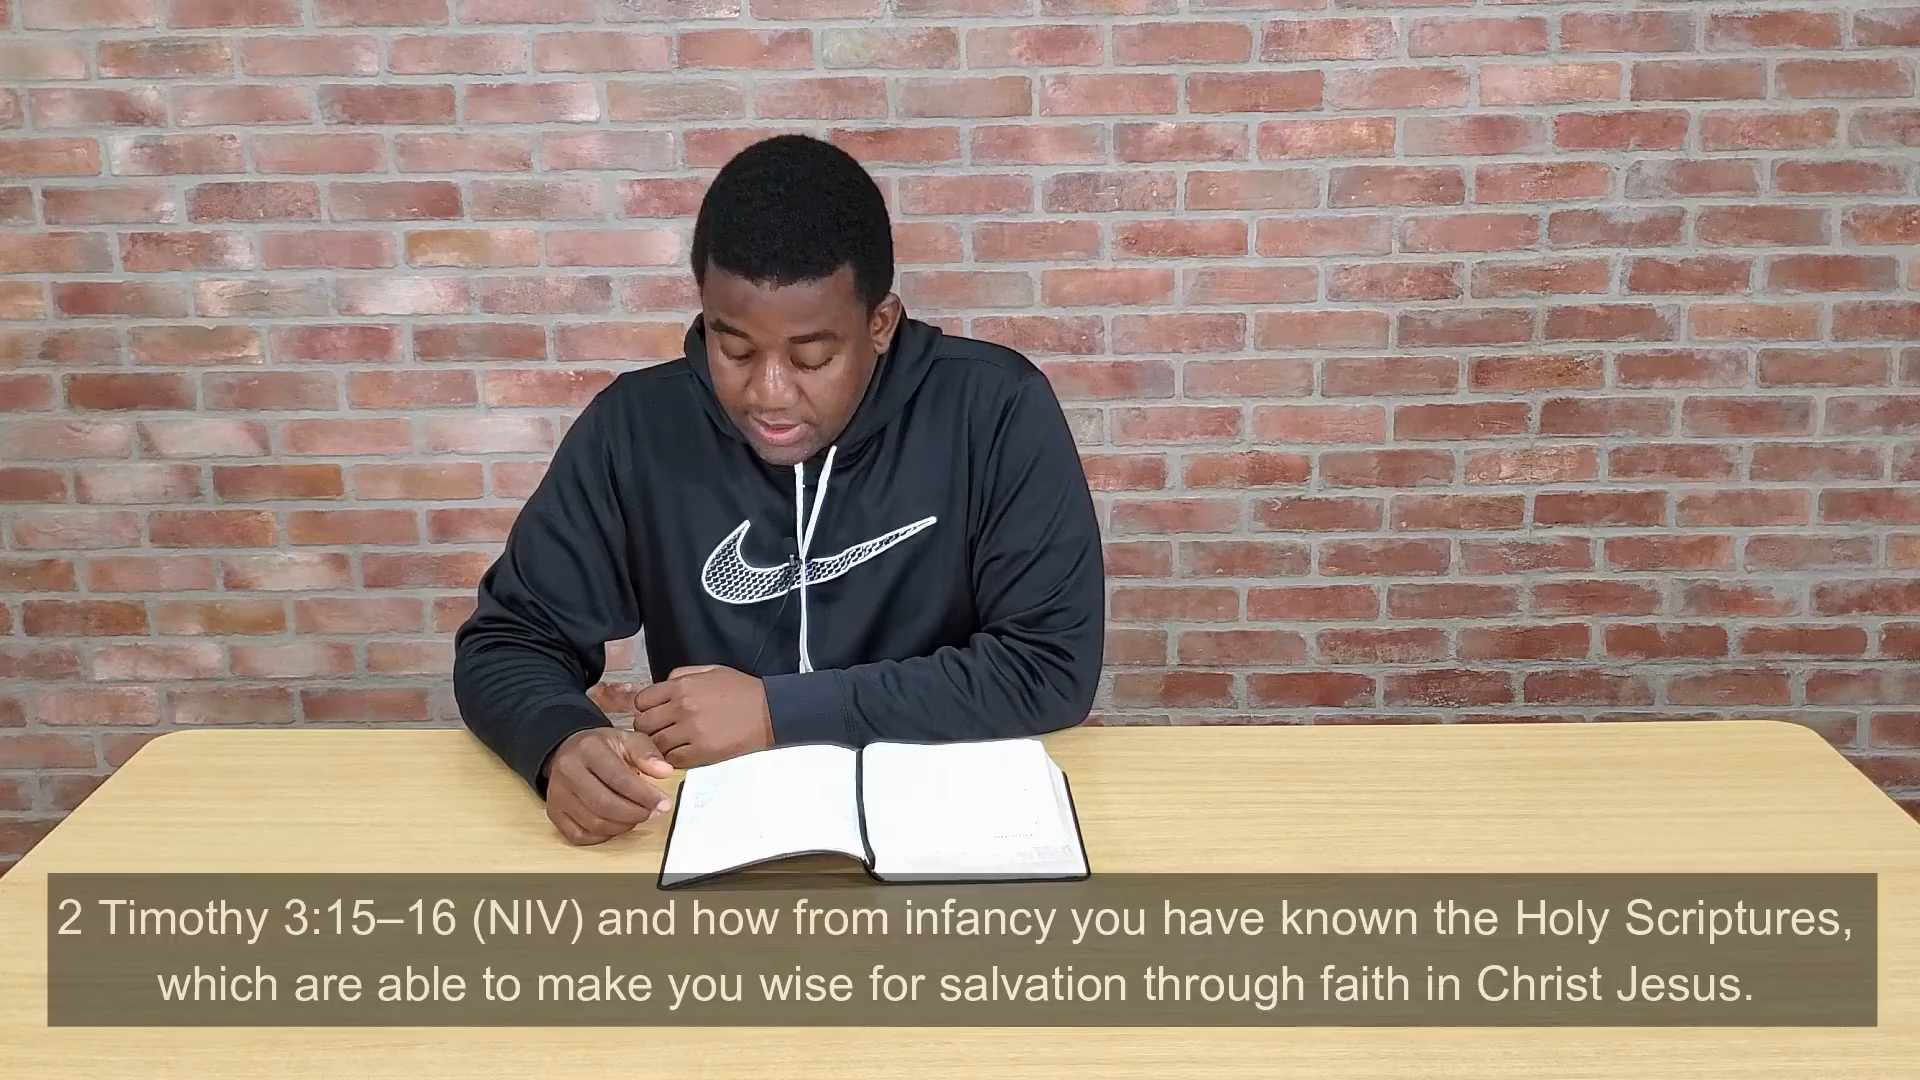 2 Timothy 3:15–16 (NIV) and how from infancy you have known the Holy Scriptures,
which are able to make you wise for salvation through faith in Christ Jesus.